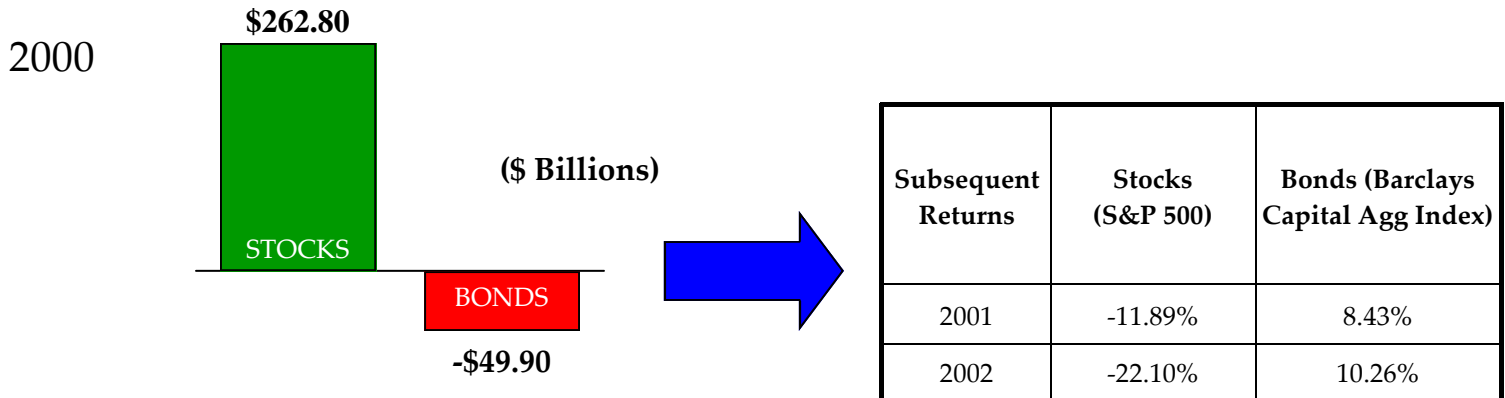 $262.80
2000
STOCKS
BONDS
-$49.90
($ Billions)
Subsequent Returns
Stocks (S&P 500)
Bonds (Barclays Capital Agg Index)
2001 -11.89% 8.43%
2002 -22.10% 10.26%